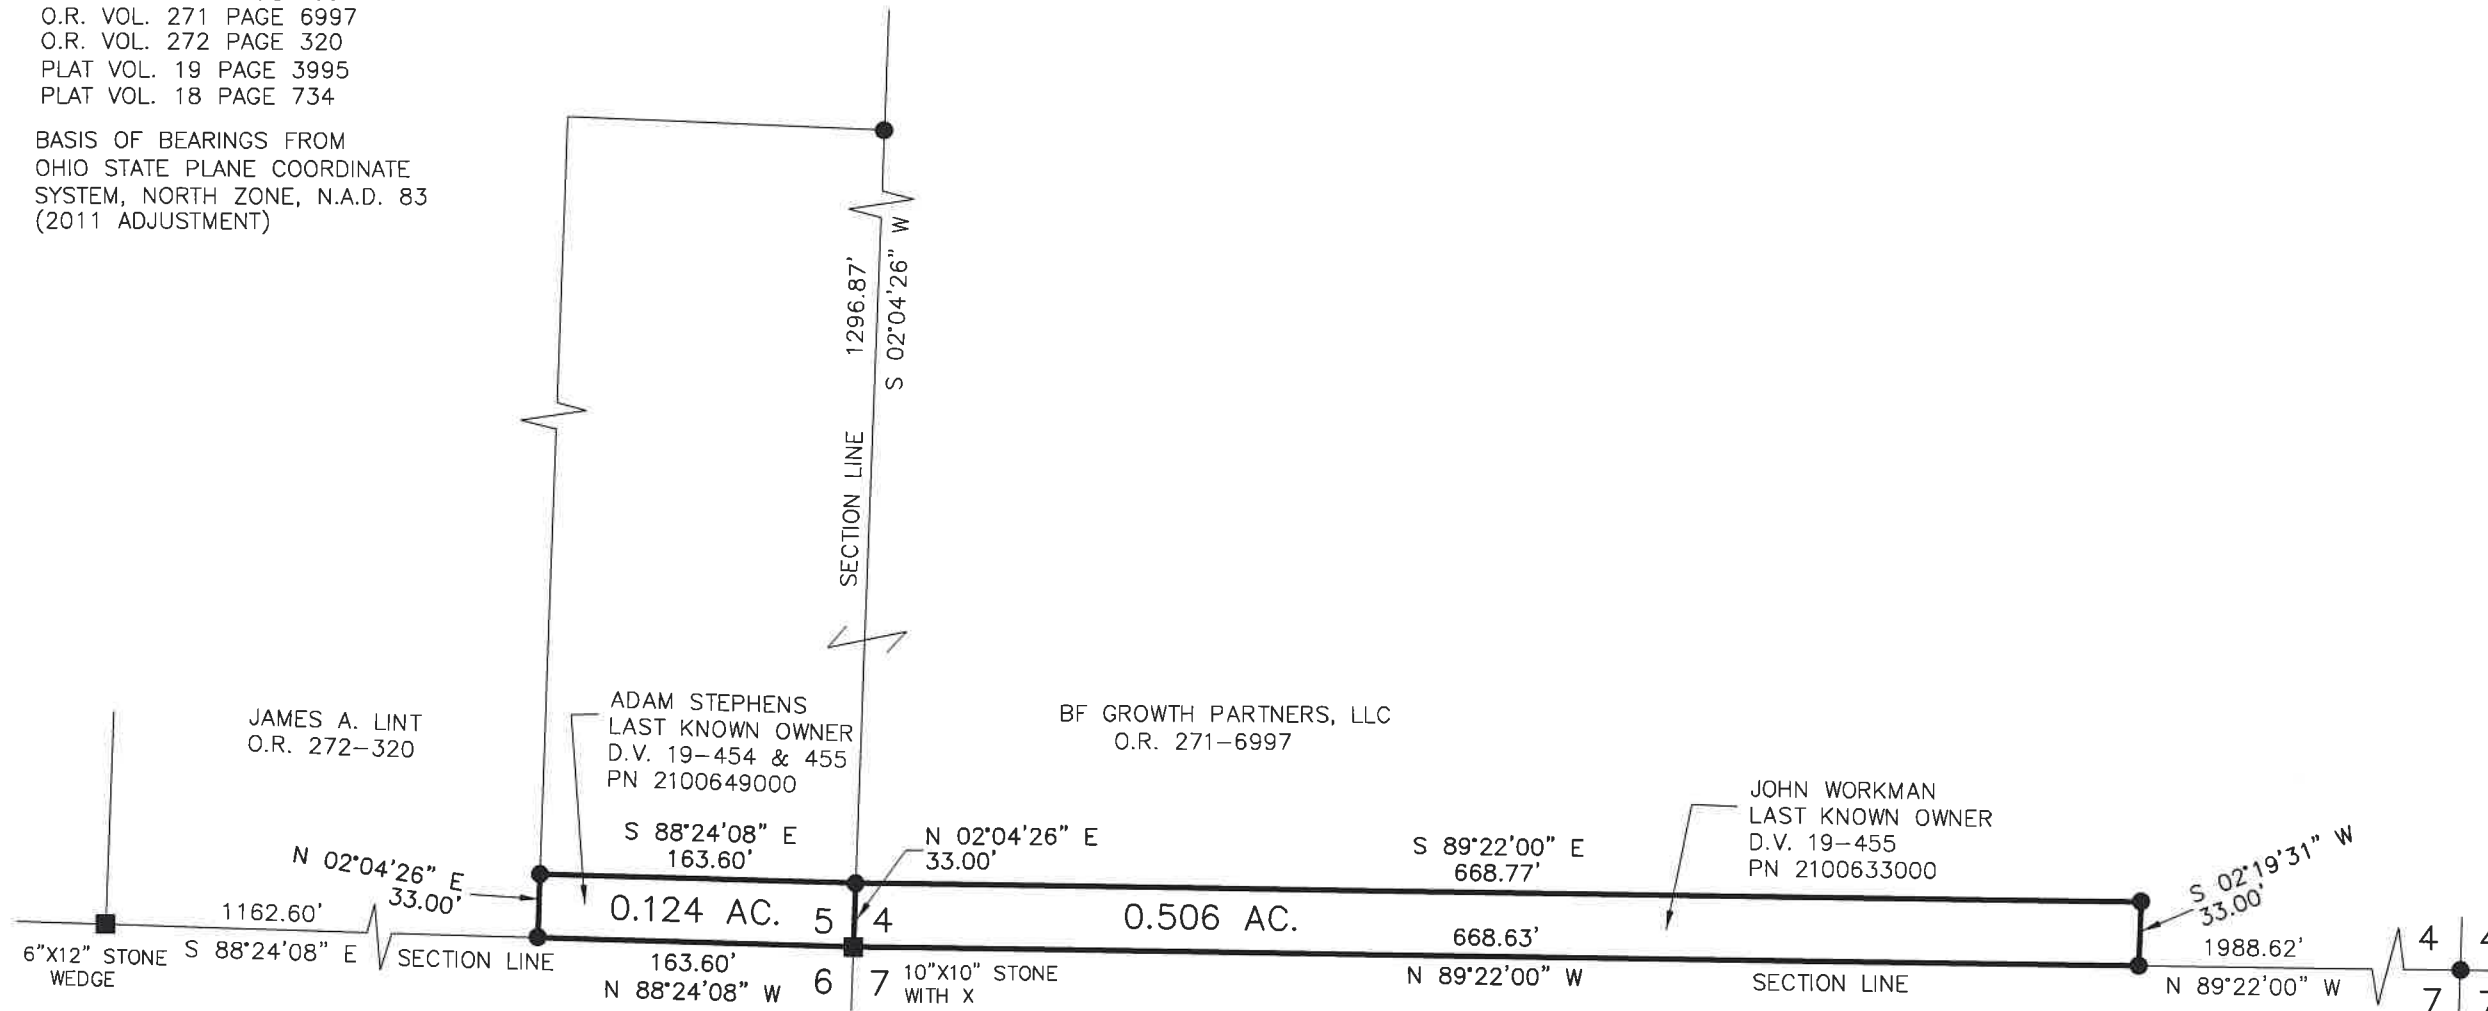 O.R. VOL. 271 PAGE 6997
O.R. VOL. 272 PAGE 320
PLAT VOL. 19 PAGE 3995
PLAT VOL. 18 PAGE 734
BASIS OF BEARINGS FROM
OHIO STATE PLANE COORDINATE
SYSTEM, NORTH ZONE, N.A.D. 83
(2011 ADJUSTMENT)
SECTION LINE 1296.87'
S 02°04'26" W
JAMES A. LINT
O.R. 272-320
ADAM STEPHENS
LAST KNOWN OWNER
D.V. 19-454 & 455
PN 2100649000
BF GROWTH PARTNERS, LLC
O.R. 271-6997
JOHN WORKMAN
LAST KNOWN OWNER
D.V. 19-455
PN 2100633000
N 02°04'26" E
33.00'
S 88°24'08" E
163.60'
N 02°04'26" E
33.00'
S 89°22'00" E
668.77'
S 02°19'31" W
33.00'
1162.60'
S 88°24'08" E
SECTION LINE
0.124 AC.
5
4
0.506 AC.
668.63'
N 89°22'00" W
SECTION LINE
1988.62'
N 89°22'00" W
4
4
6"X12" STONE
WEDGE
163.60'
N 88°24'08" W
6
7
10"X10" STONE
WITH X
7